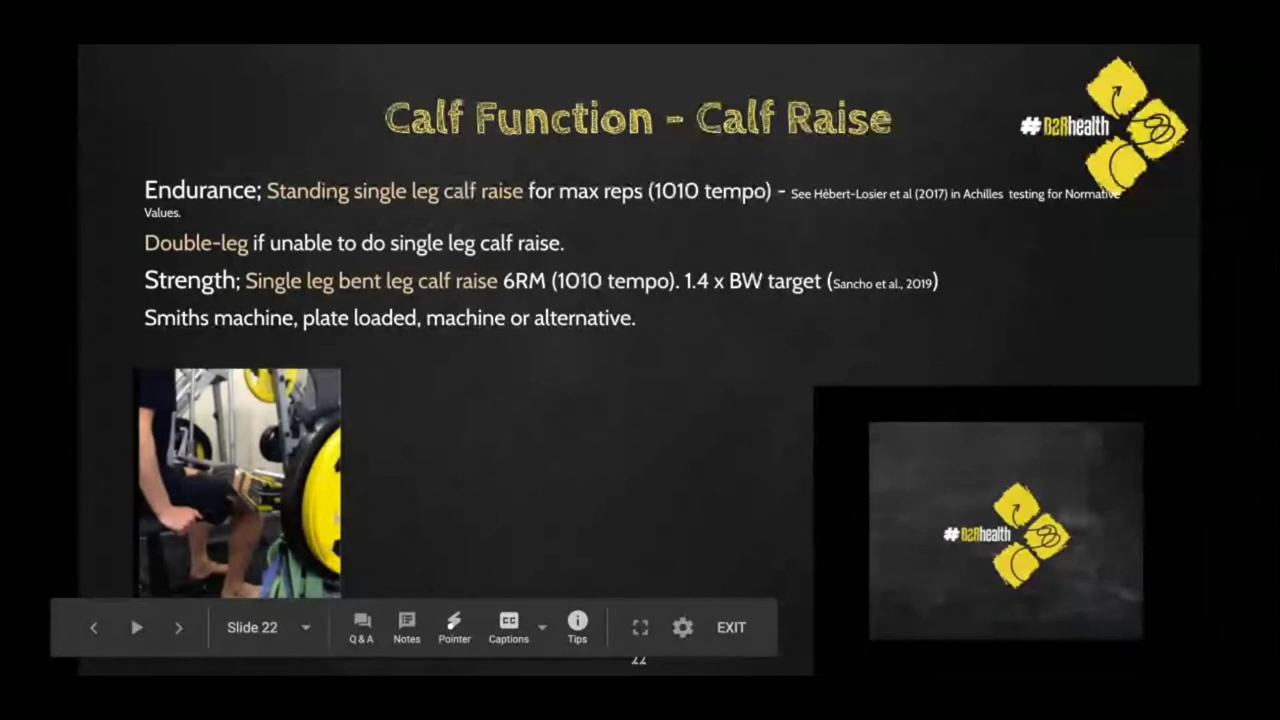 Calf Function - Calf Raise
#B2Rhealth
Endurance; Standing single leg calf raise for max reps (1010 tempo) - See Hèbert-Losier et al (2017) in Achilles testing for Normative
Values.
Double-leg if unable to do single leg calf raise.
Strength; Single leg bent leg calf raise 6RM (1010 tempo). 1.4 x BW target (Sancho et al., 2019)
Smiths machine, plate loaded, machine or alternative.
#B2Rhealth
Slide 22
Q & A
Notes
Pointer
CC
Captions
Tips
EXIT
22